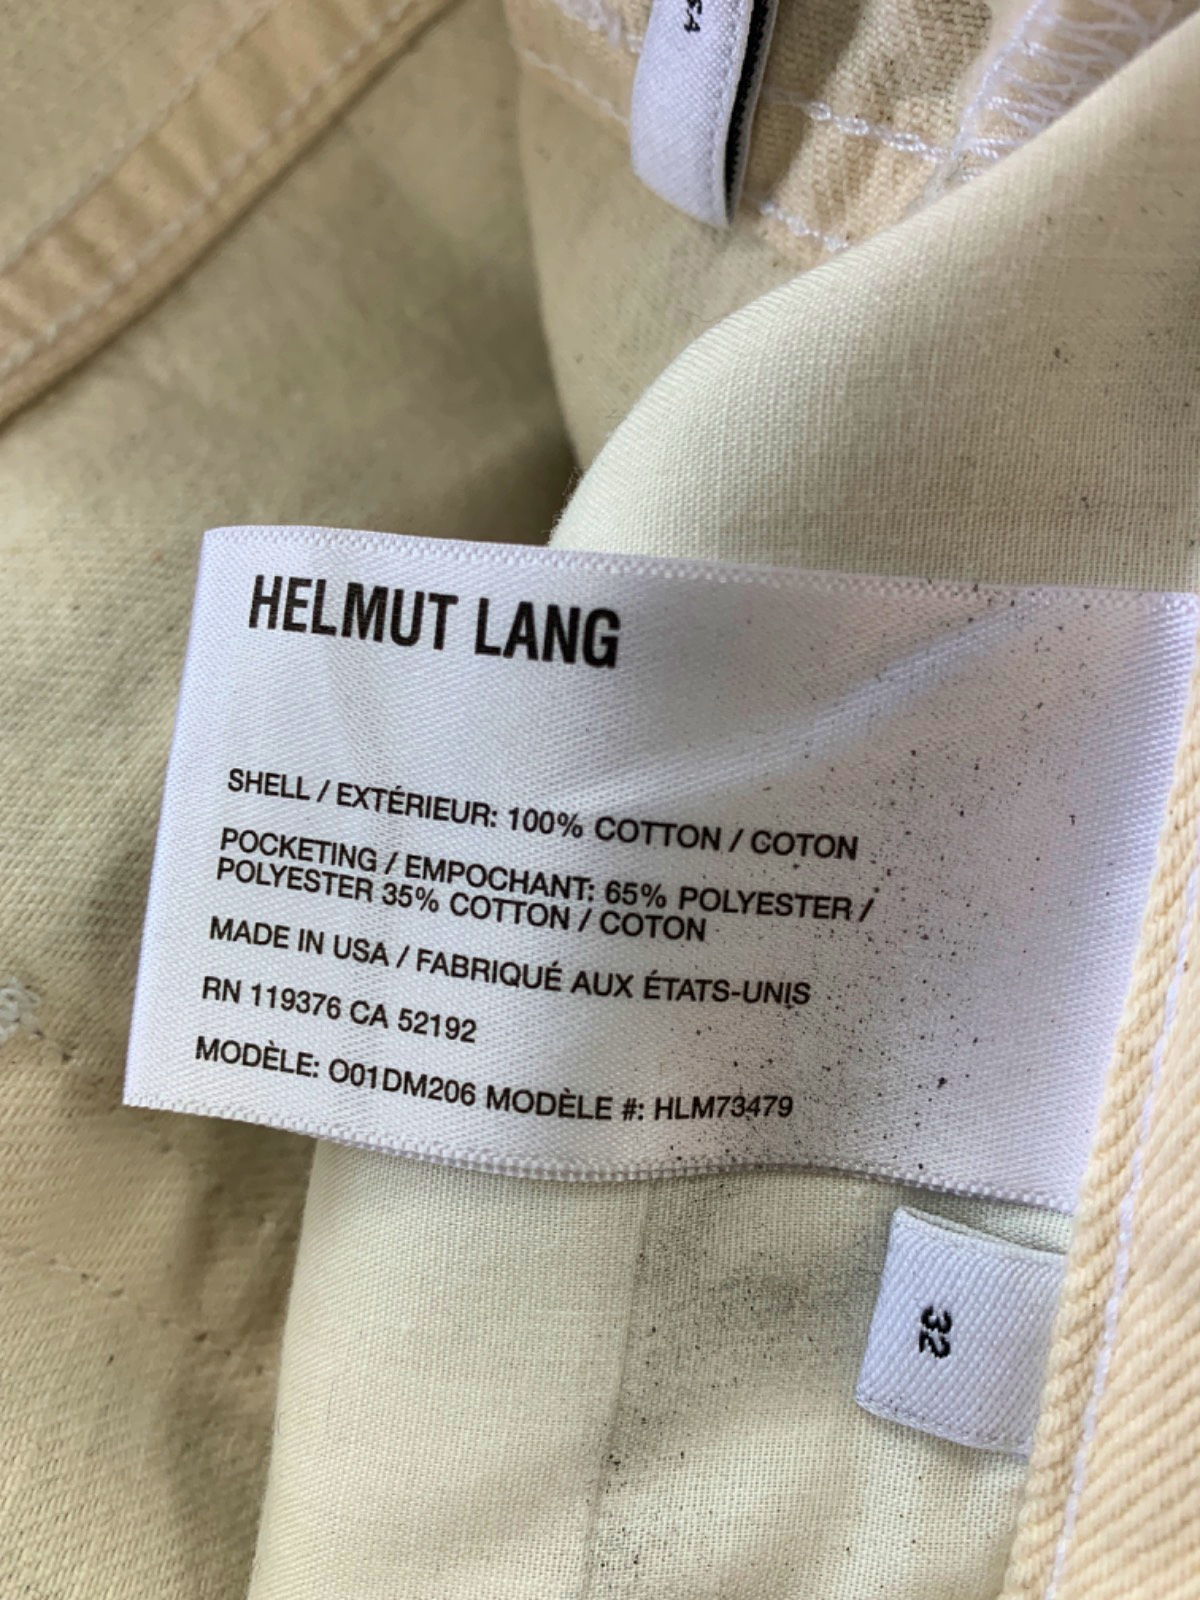 HELMUT LANG
SHELL / EXTÉRIEUR: 100% COTTON / COTON
POCKETING / EMPOCHANT: 65% POLYESTER /
POLYESTER 35% COTTON / COTON
MADE IN USA / FABRIQUÉ AUX ÉTATS-UNIS
RN 119376 CA 52192
MODÈLE: O01DM206 MODÈLE #: HLM73479
32